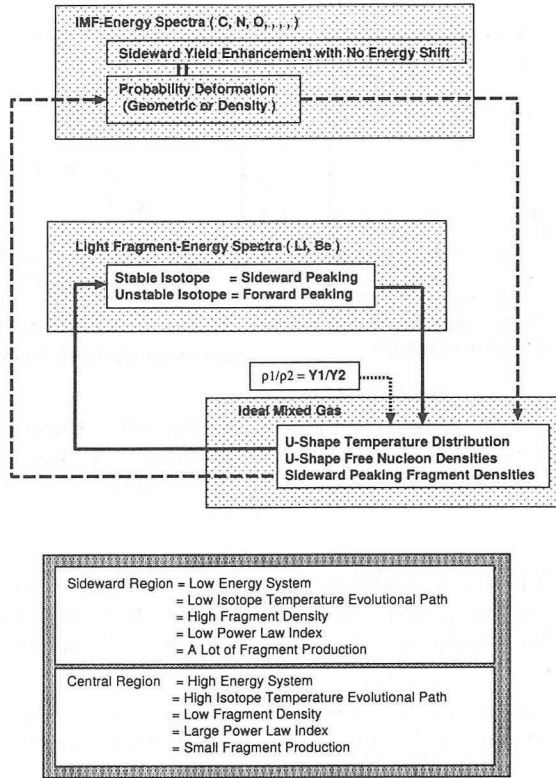 IMF-Energy Spectra ( C, N, O, , , , )
Sideward Yield Enhancement with No Energy Shift
Probability Deformation
(Geometric or Density )
Light Fragment-Energy Spectra ( LI, Be )
Stable Isotope = Sideward Peaking
Unstable Isotope = Forward Peaking
ρ1/ρ2 = Y1/Y2
Ideal Mixed Gas
U-Shape Temperature Distribution
U-Shape Free Nucleon Densities
Sideward Peaking Fragment Densities
Sideward Region = Low Energy System
= Low Isotope Temperature Evolutional Path
= High Fragment Density
= Low Power Law Index
= A Lot of Fragment Production
Central Region = High Energy System
= High Isotope Temperature Evolutional Path
= Low Fragment Density
= Large Power Law Index
= Small Fragment Production